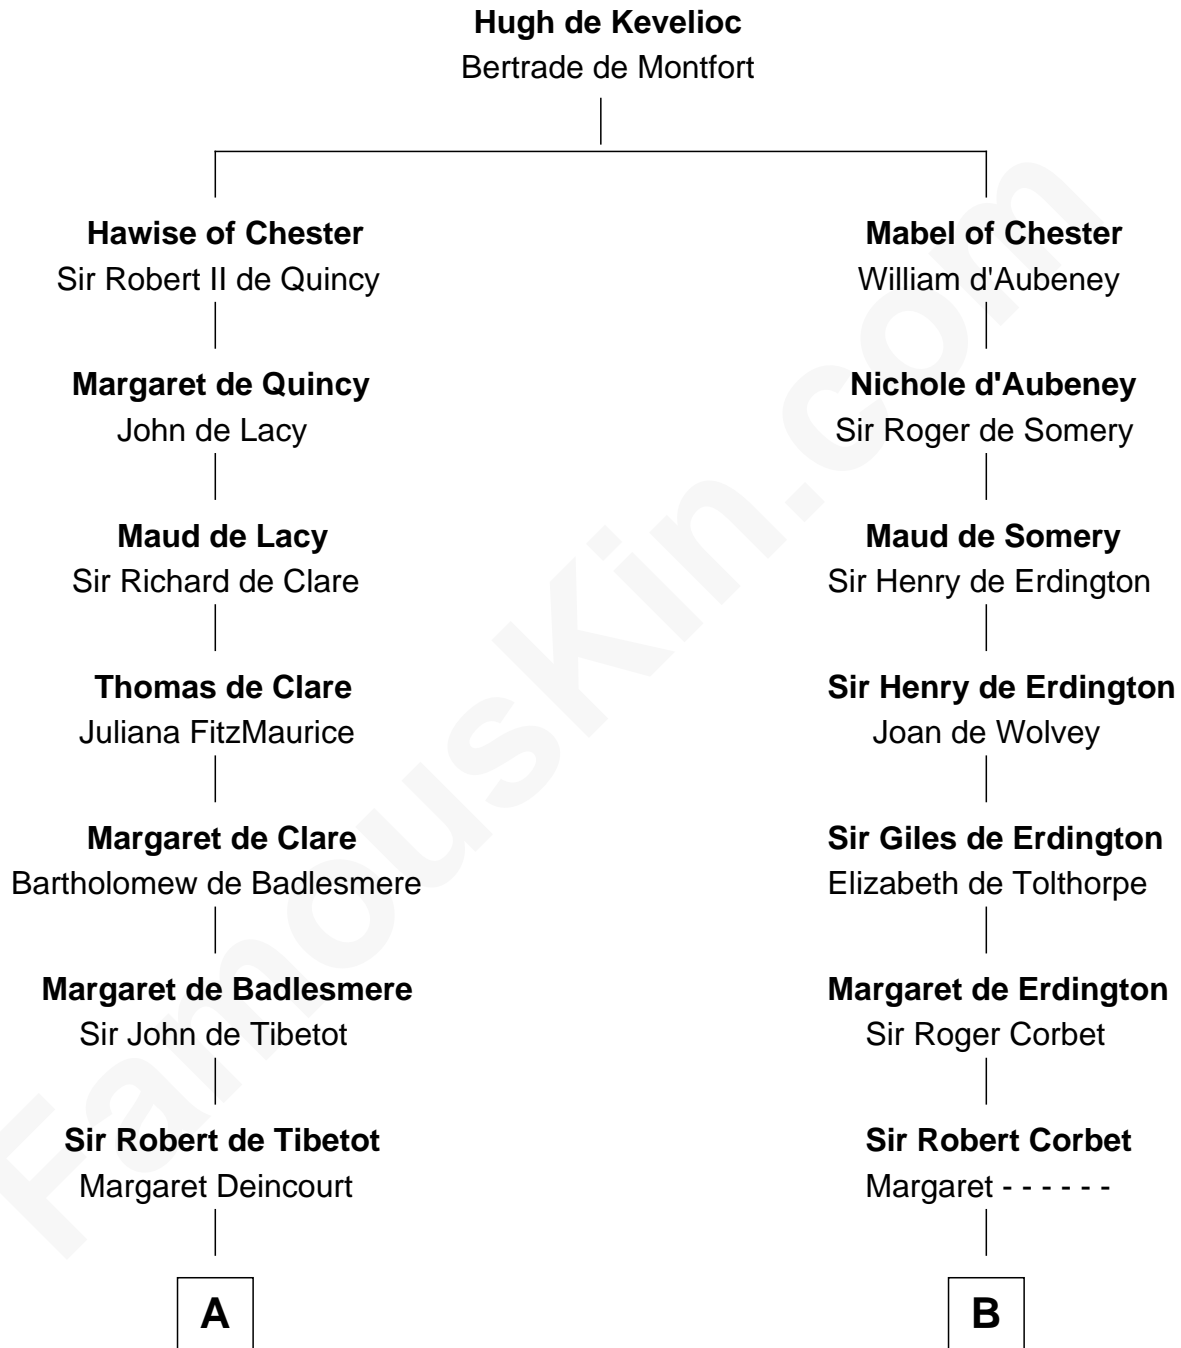 Hugh de Kevelioc
Bertrade de Montfort
Hawise of Chester
Sir Robert II de Quincy
Mabel of Chester
William d'Aubeney
Margaret de Quincy
John de Lacy
Nichole d'Aubeney
Sir Roger de Somery
Maud de Lacy
Sir Richard de Clare
Maud de Somery
Sir Henry de Erdington
Thomas de Clare
Juliana FitzMaurice
Sir Henry de Erdington
Joan de Wolvey
Margaret de Clare
Bartholomew de Badlesmere
Sir Giles de Erdington
Elizabeth de Tolthorpe
Margaret de Badlesmere
Sir John de Tibetot
Margaret de Erdington
Sir Roger Corbet
Sir Robert de Tibetot
Margaret Deincourt
Sir Robert Corbet
Margaret - - - - - -
A
B
FamousKin.com